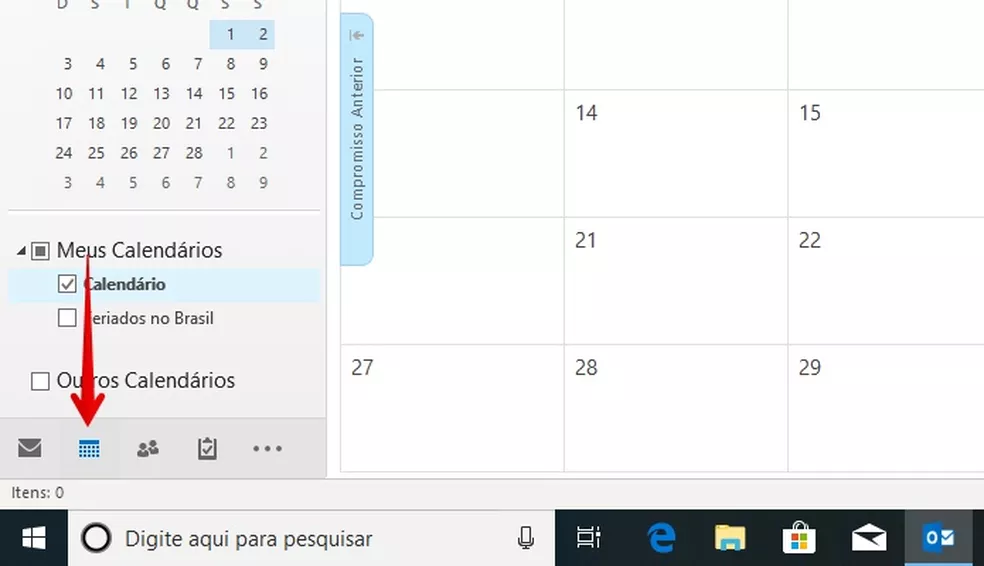 D S T Q Q S S
1 2
3 4 5 6 7 8 9
10 11 12 13 14 15 16
17 18 19 20 21 22 23
24 25 26 27 28 1 2
3 4 5 6 7 8 9
Meus Calendários
Calendário
Feriados no Brasil
Outros Calendários
Itens: 0
Compromisso Anterior
14 15
21 22
27 28 29
Digite aqui para pesquisar